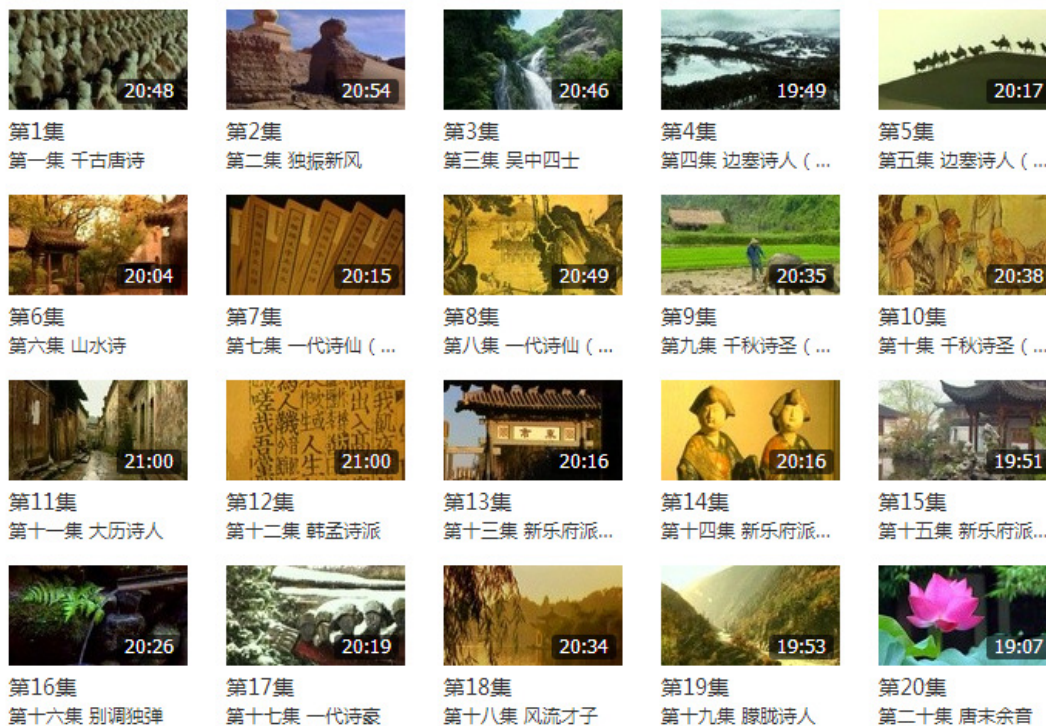 20:48
20:54
20:46
19:49
20:17
第1集
第2集
第3集
第4集
第5集
第一集 千古唐诗
第二集 独振新风
第三集 吴中四士
第四集 边塞诗人（...
第五集 边塞诗人（...
20:04
20:15
20:49
20:35
20:38
第6集
第7集
第8集
第9集
第10集
第六集 山水诗
第七集 一代诗仙（...
第八集 一代诗仙（...
第九集 千秋诗圣（...
第十集 千秋诗圣（...
21:00
21:00
20:16
20:16
19:51
第11集
第12集
第13集
第14集
第15集
第十一集 大历诗人
第十二集 韩孟诗派
第十三集 新乐府派...
第十四集 新乐府派...
第十五集 新乐府派...
20:26
20:19
20:34
19:53
19:07
第16集
第17集
第18集
第19集
第20集
第十六集 别调独弹
第十七集 一代诗豪
第十八集 风流才子
第十九集 朦胧诗人
第二十集 唐末余音